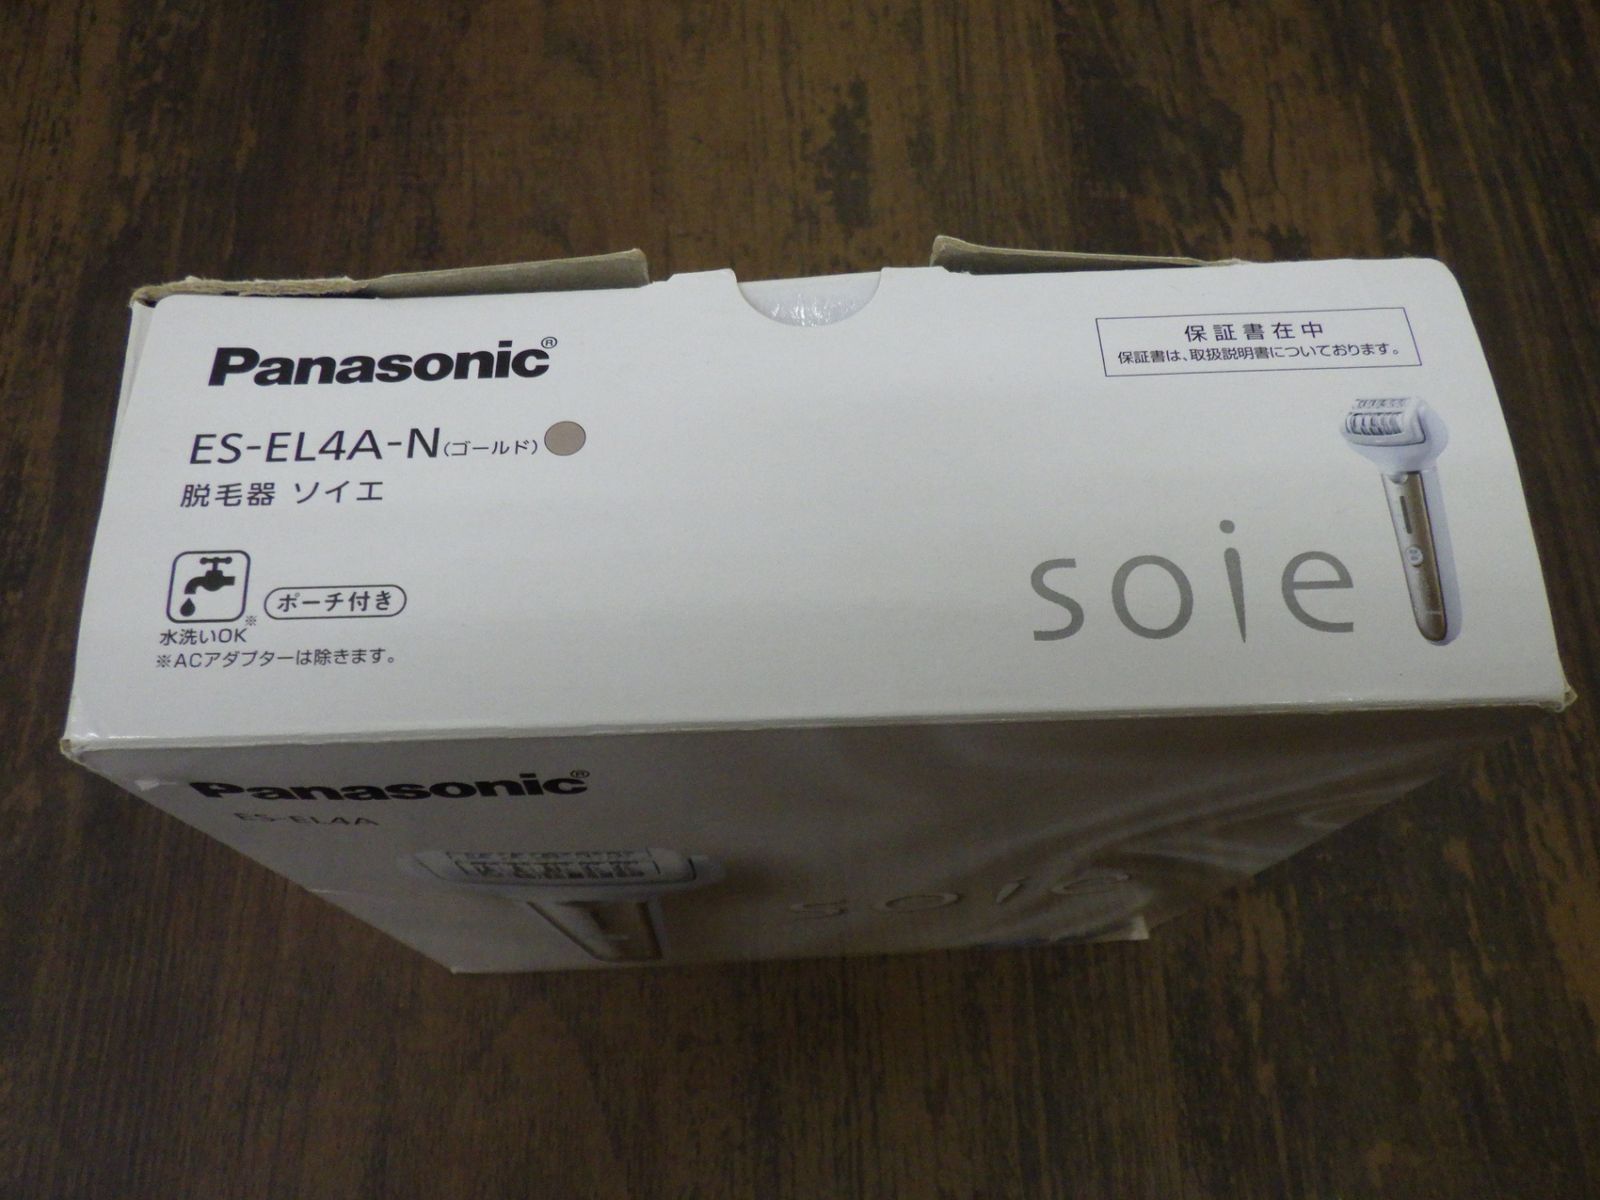 Panasonic®
ES-EL4A-N(ゴールド)
脱毛器 ソイエ
水洗いOK※
ポーチ付き
※ACアダプターは除きます。
保証書在中
保証書は、取扱説明書についております。
soie
Panasonic®
ES-EL4A
soie